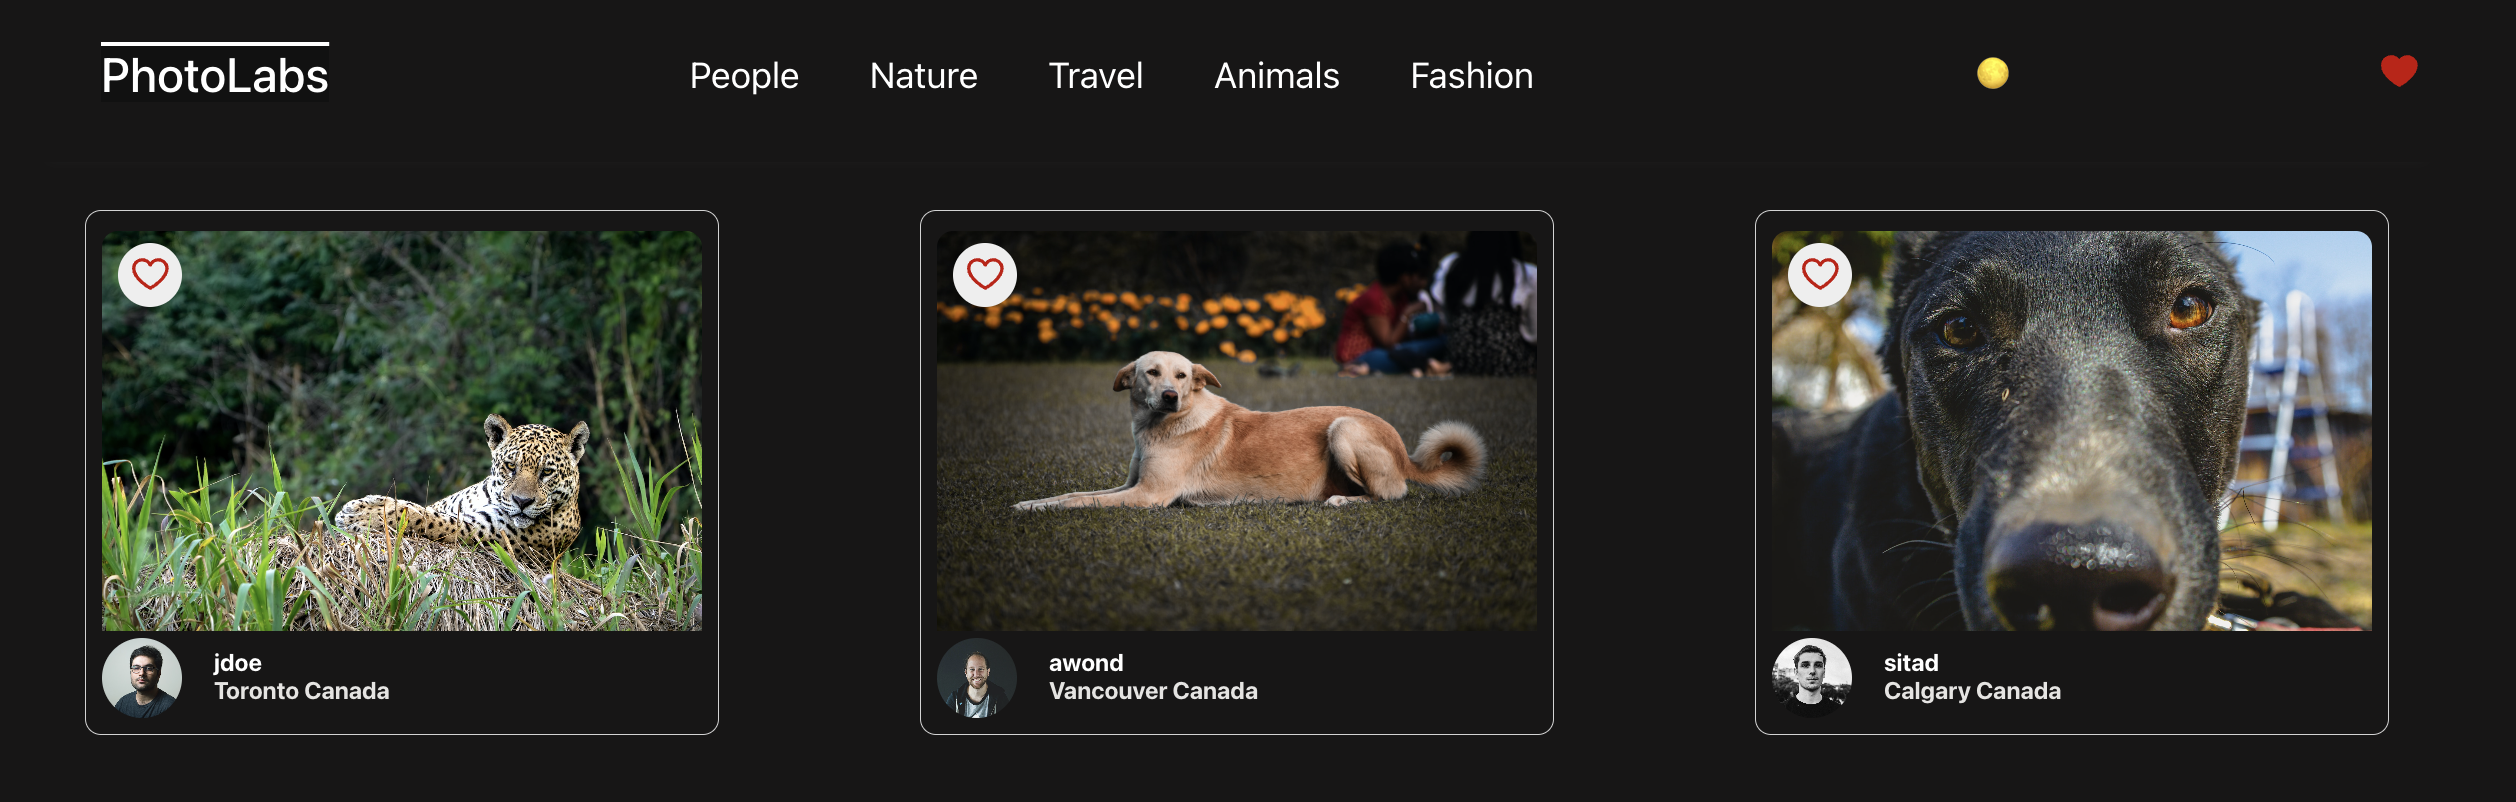 PhotoLabs
People
Nature
Travel
Animals
Fashion
jdoe
Toronto Canada
awond
Vancouver Canada
sitad
Calgary Canada